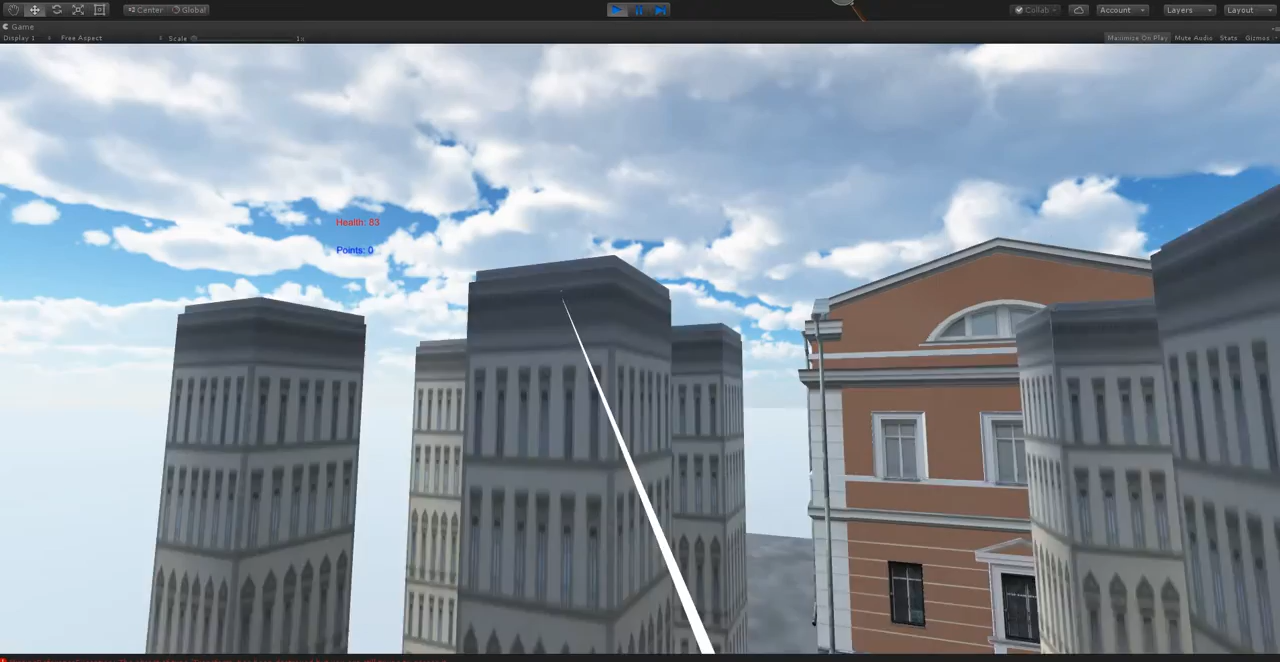 Center Global Collab Account Layers Layout
Game
Display 1 Free Aspect Scale 1x Maximize On Play Mute Audio Stats Gizmos
Health: 83
Points: 0